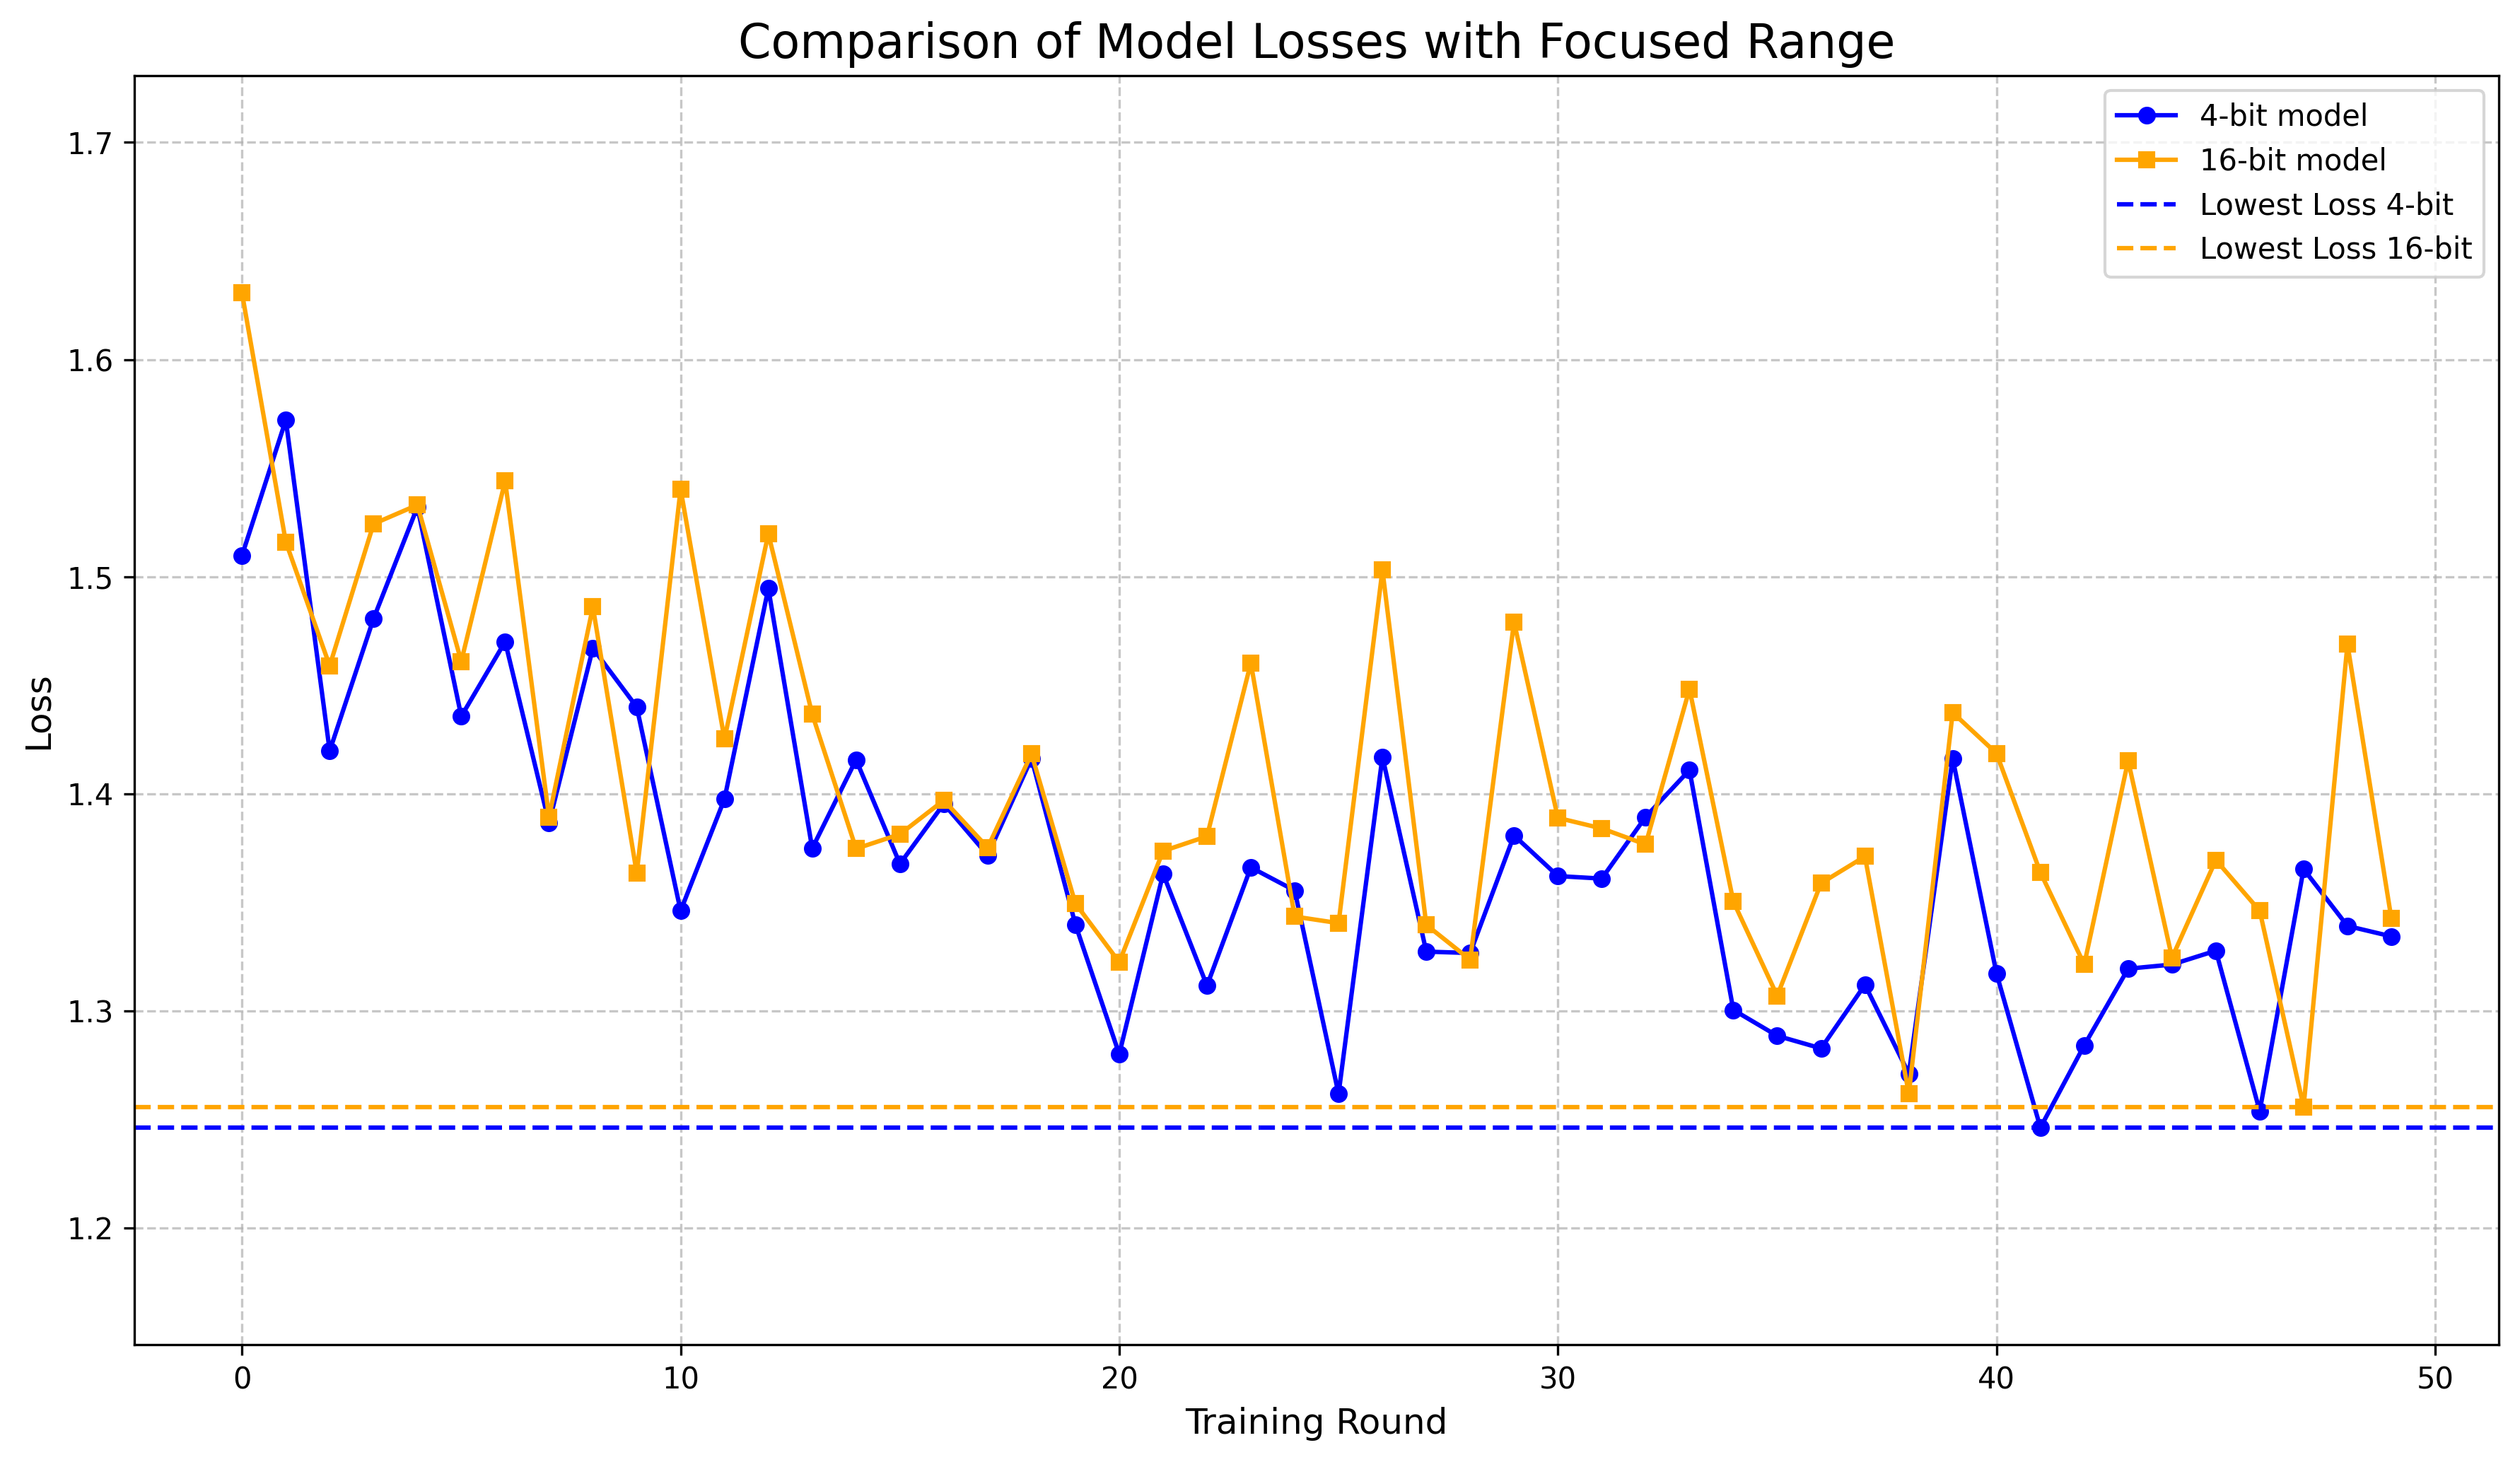 Comparison of Model Losses with Focused Range
4-bit model
16-bit model
Lowest Loss 4-bit
Lowest Loss 16-bit
Loss
1.7
1.6
1.5
1.4
1.3
1.2
0 10 20 30 40 50
Training Round